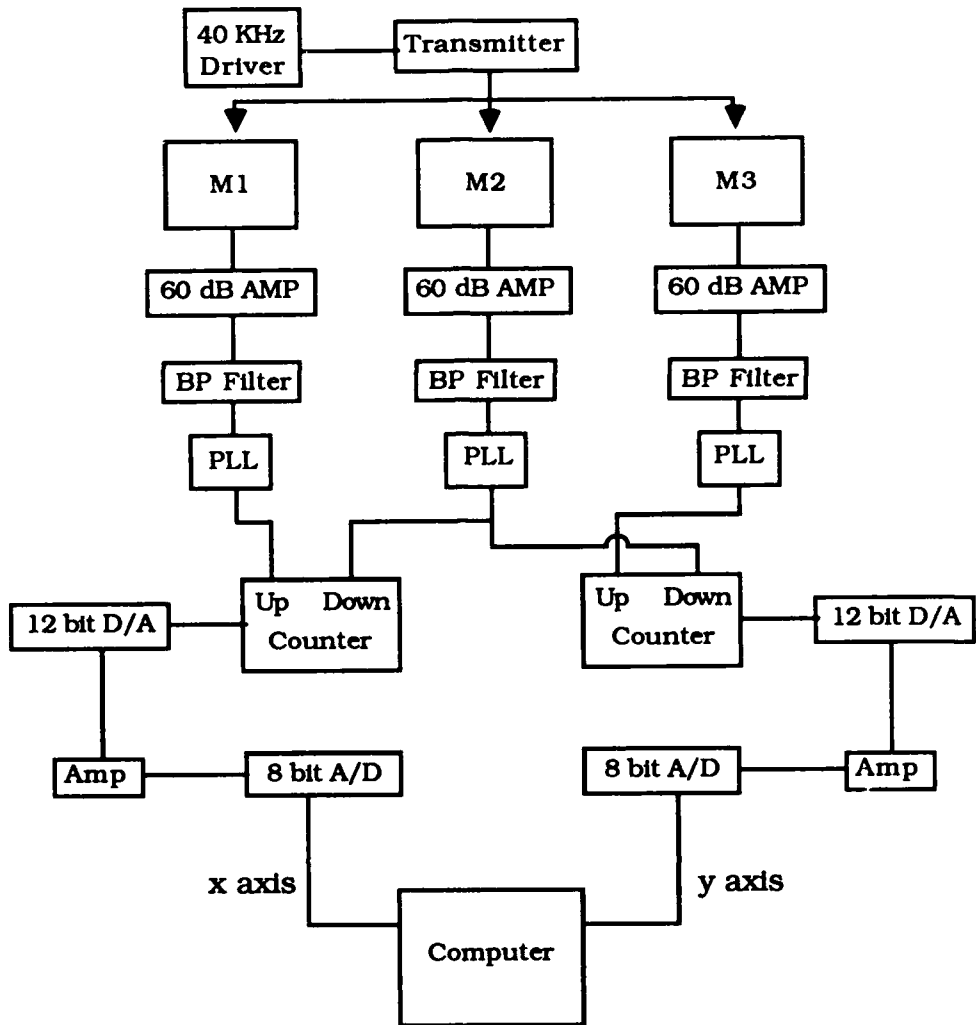 40 KHz
Driver
Transmitter
M1
M2
M3
60 dB AMP
60 dB AMP
60 dB AMP
BP Filter
BP Filter
BP Filter
PLL
PLL
PLL
Up Down
Counter
Up Down
Counter
12 bit D/A
12 bit D/A
Amp
8 bit A/D
8 bit A/D
Amp
x axis
y axis
Computer